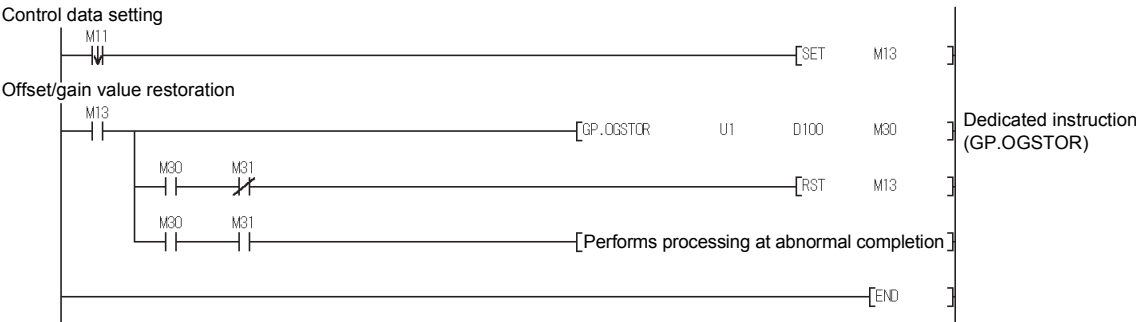 Control data setting
M11
SET M13
Offset/gain value restoration
M13
GP.OGSTOR U1 D100 M30
Dedicated instruction
(GP.OGSTOR)
M30 M31
RST M13
M30 M31
Performs processing at abnormal completion
END